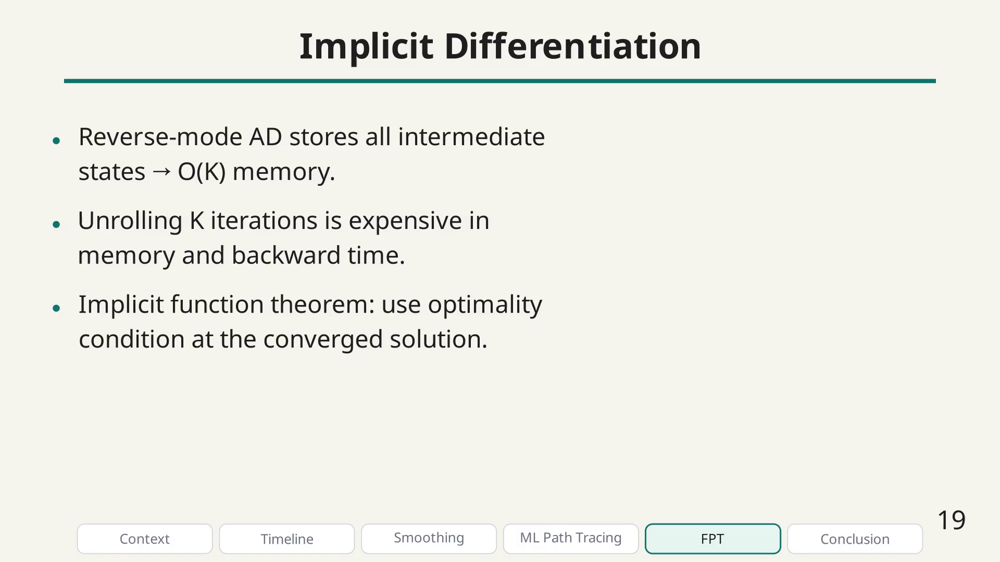 Implicit Differentiation
• Reverse-mode AD stores all intermediate
states → O(K) memory.
• Unrolling K iterations is expensive in
memory and backward time.
• Implicit function theorem: use optimality
condition at the converged solution.
19
Context
Timeline
Smoothing
ML Path Tracing
FPT
Conclusion